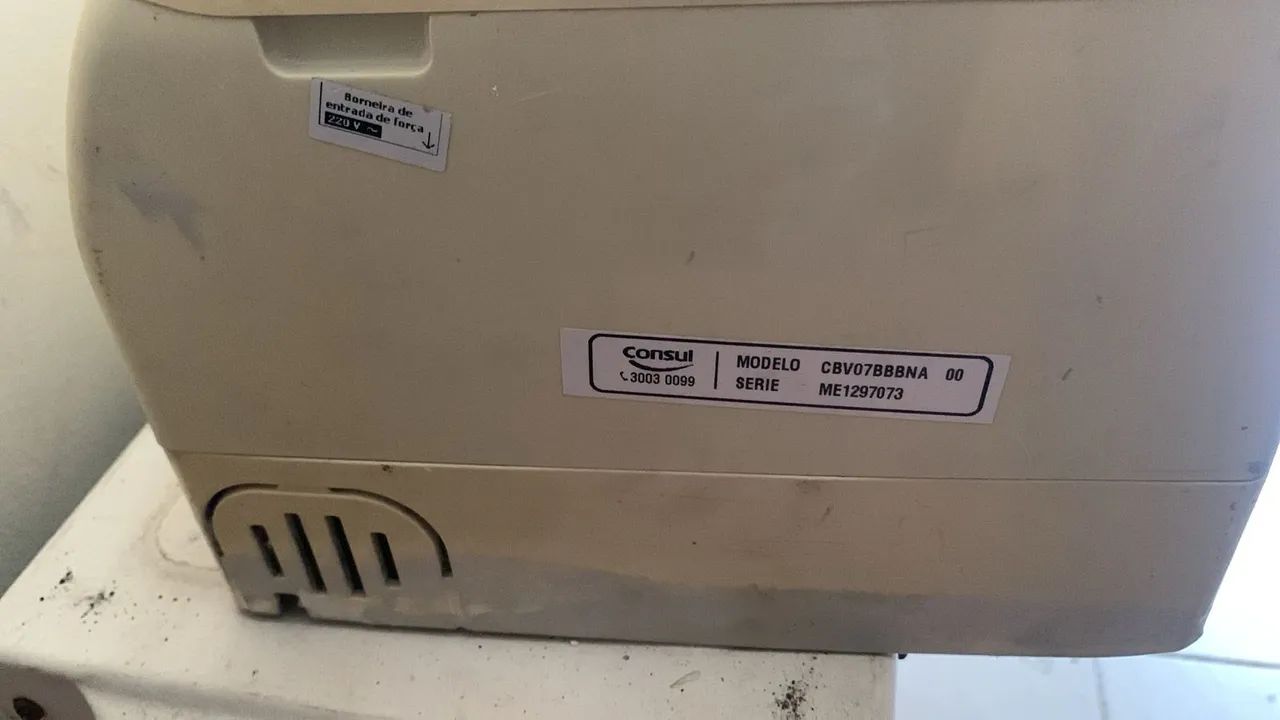 Borneira de
entrada de força
220 V ~
Consul
3003 0099
MODELO CBV07BBBNA 00
SERIE ME1297073